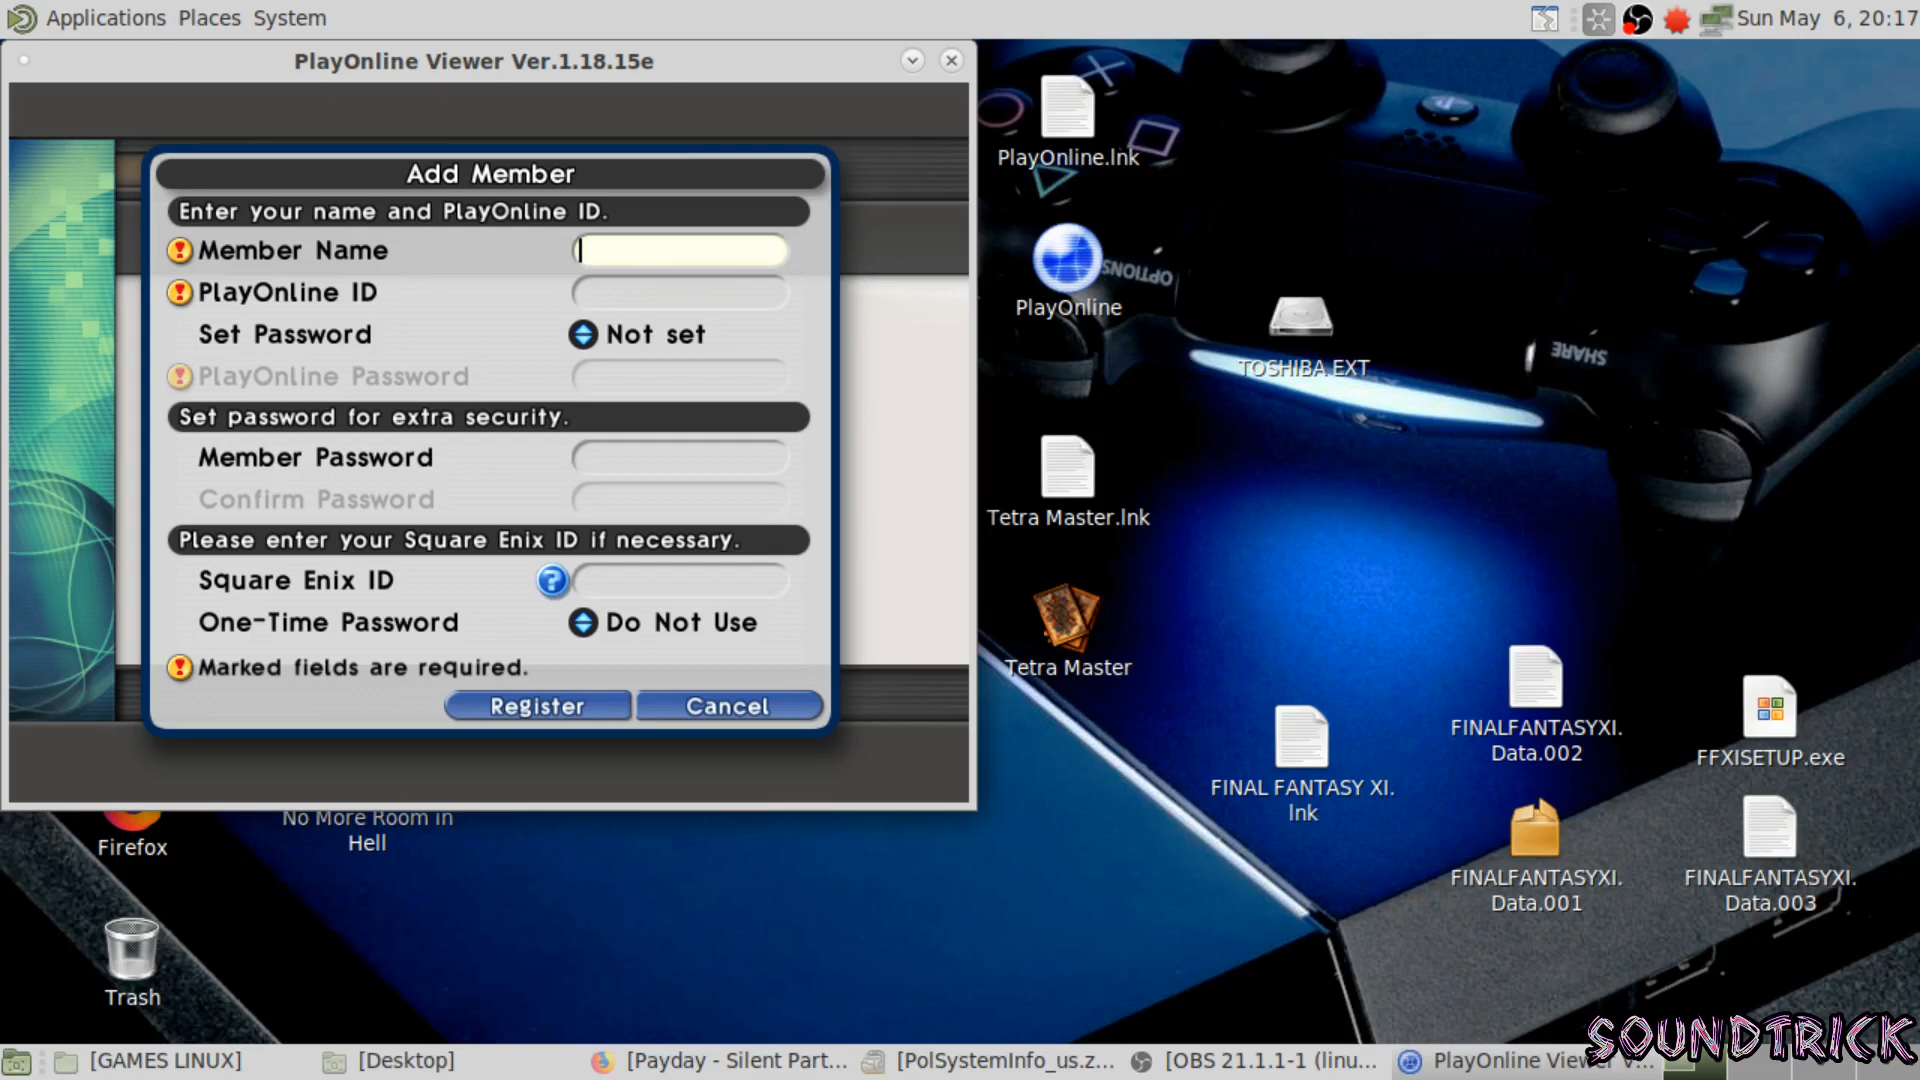 Applications Places System
Sun May 6, 20:17
PlayOnline Viewer Ver.1.18.15e
Add Member
Enter your name and PlayOnline ID.
Member Name
PlayOnline ID
Set Password Not set
PlayOnline Password
Set password for extra security.
Member Password
Confirm Password
Please enter your Square Enix ID if necessary.
Square Enix ID ?
One-Time Password Do Not Use
Marked fields are required.
Register Cancel
PlayOnline.lnk
PlayOnline
OPTIONS
SHARE
TOSHIBA EXT
Tetra Master.lnk
Tetra Master
FINAL FANTASY XI.
lnk
FINALFANTASYXI.
Data.002
FFXISETUP.exe
FINALFANTASYXI.
Data.001
FINALFANTASYXI.
Data.003
Firefox
No More Room in
Hell
Trash
SOUNDTRICK
[GAMES LINUX] [Desktop] [Payday - Silent Part... [PolSystemInfo_us.z... [OBS 21.1.1-1 (linu... PlayOnline Viewer V...